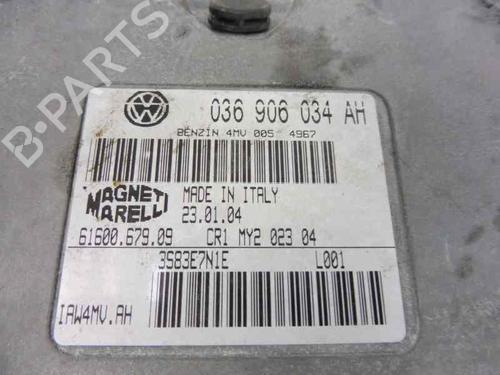 036 906 034 AH
BENZIN 4MV 005 4967
MAGNETI MARELLI
MADE IN ITALY
23.01.04
61600.679.09 CR1 MY2 023 04
3S83E7N1E L001
IAW4MV.AH